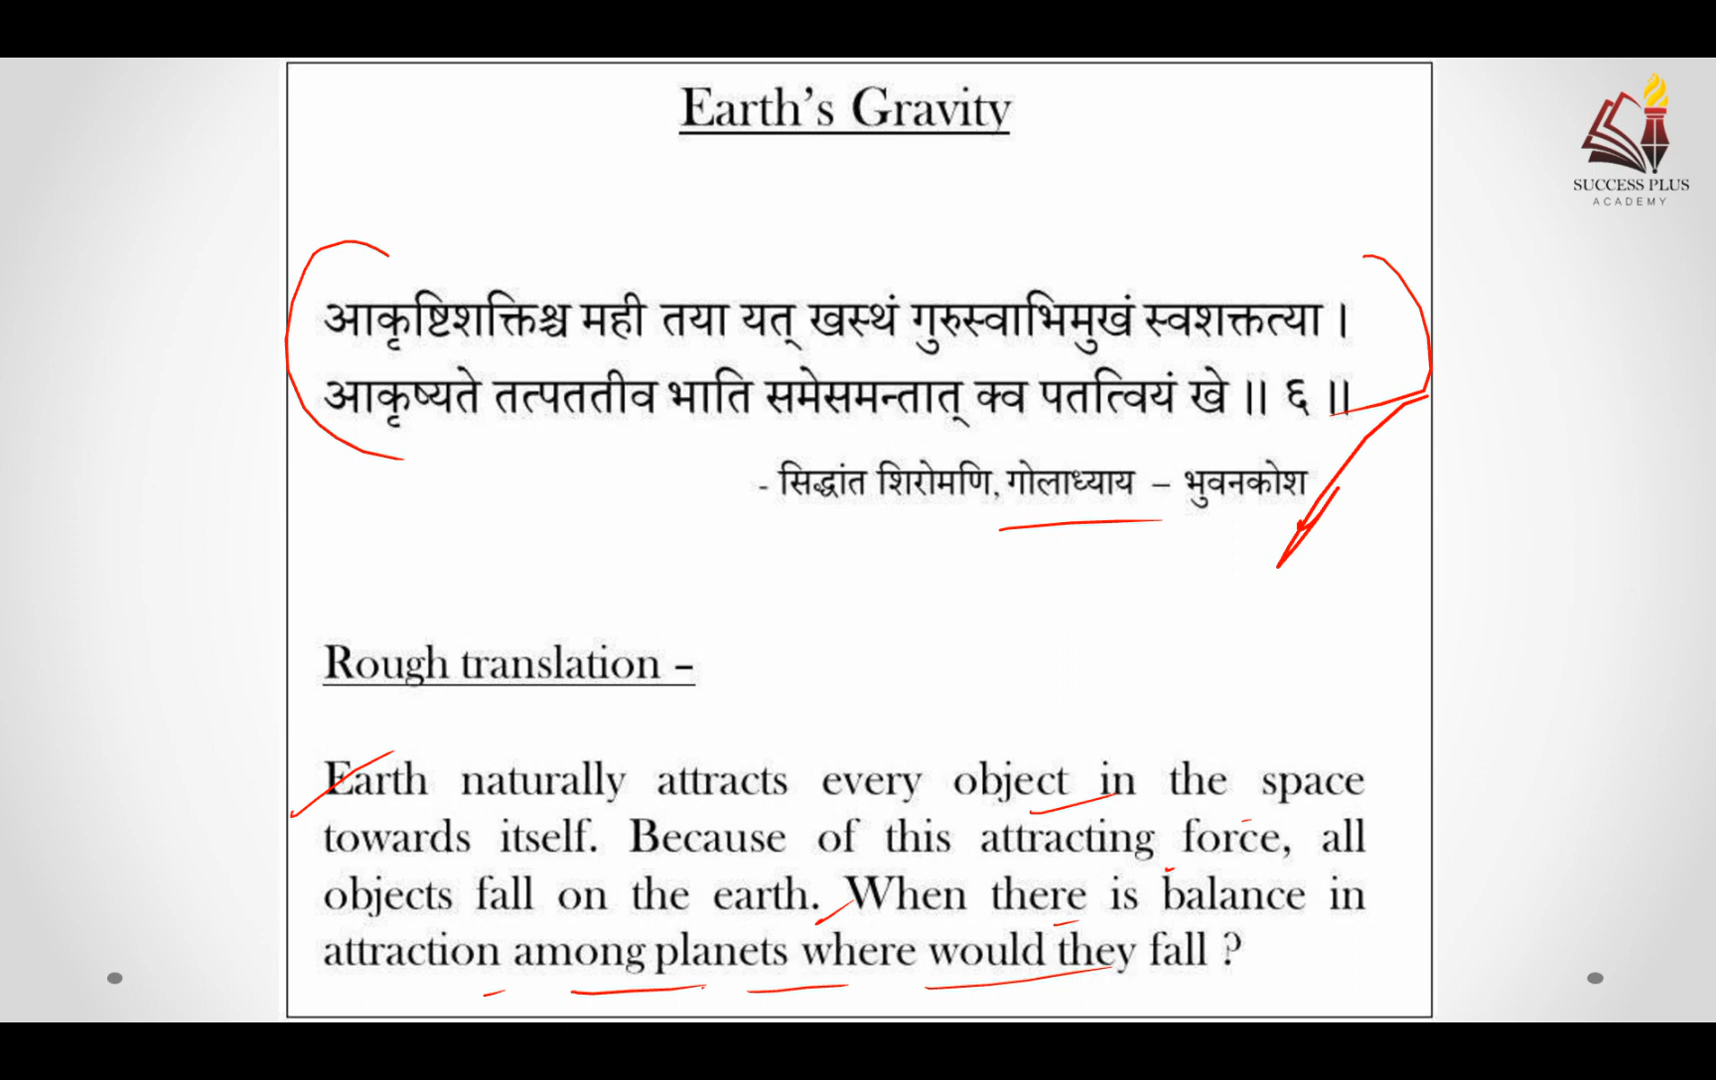 Earth’s Gravity
SUCCESS PLUS
ACADEMY
आकृष्टिशक्तिश्च मही तया यत् खस्थं गुरुस्वाभिमुखं स्वशक्तत्या ।
आकृष्यते तत्पततीव भाति समेसमन्तात् क्व पतत्वियं खे ॥ ६ ॥
- सिद्धांत शिरोमणि, गोलाध्याय – भुवनकोश
Rough translation –
Earth naturally attracts every object in the space
towards itself. Because of this attracting force, all
objects fall on the earth. When there is balance in
attraction among planets where would they fall ?